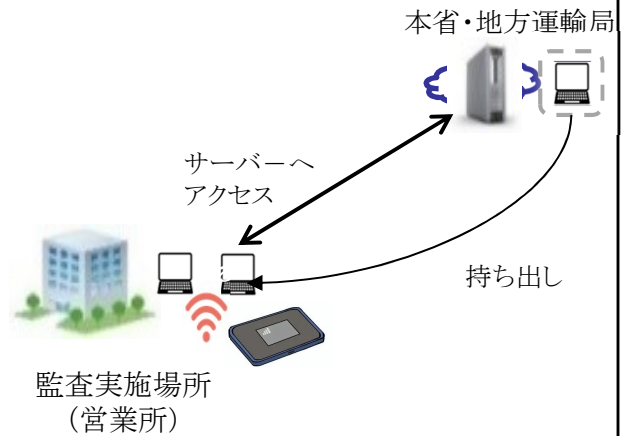 本省・地方運輸局
サーバーへ
アクセス
持ち出し
監査実施場所
（営業所）